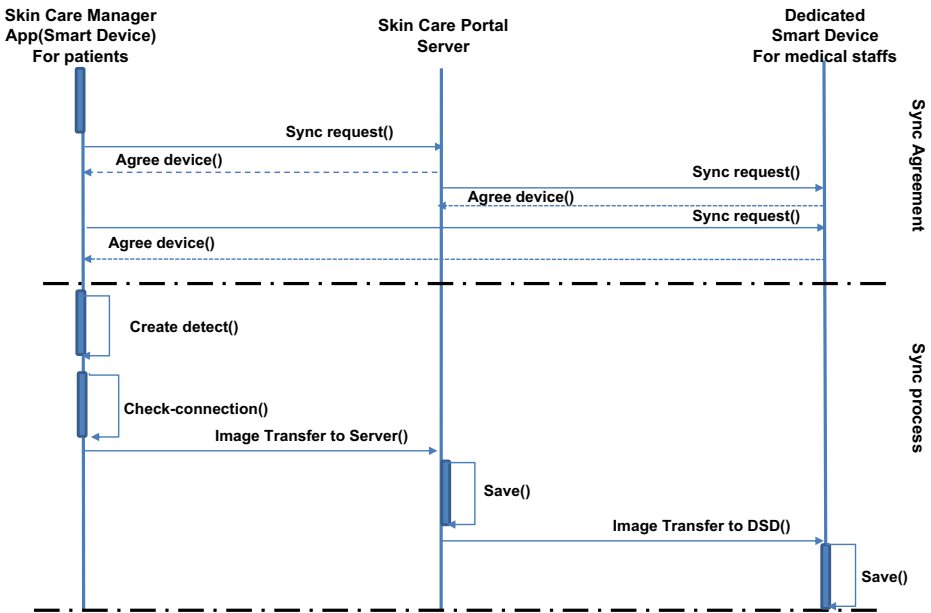 Skin Care Manager
App(Smart Device)
For patients
Skin Care Portal
Server
Dedicated
Smart Device
For medical staffs
Sync Agreement
Sync request()
Agree device()
Sync request()
Agree device()
Sync request()
Agree device()
Sync process
Create detect()
Check-connection()
Image Transfer to Server()
Save()
Image Transfer to DSD()
Save()